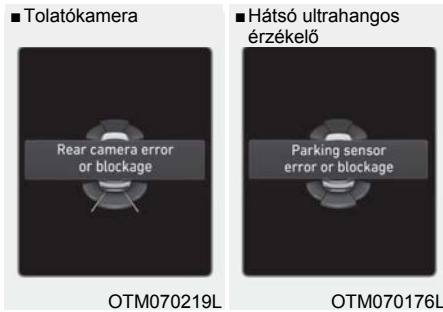 ■ Tolatókamera
Rear camera error
or blockage
OTM070219L
■ Hátsó ultrahangos
érzékelő
Parking sensor
error or blockage
OTM070176L